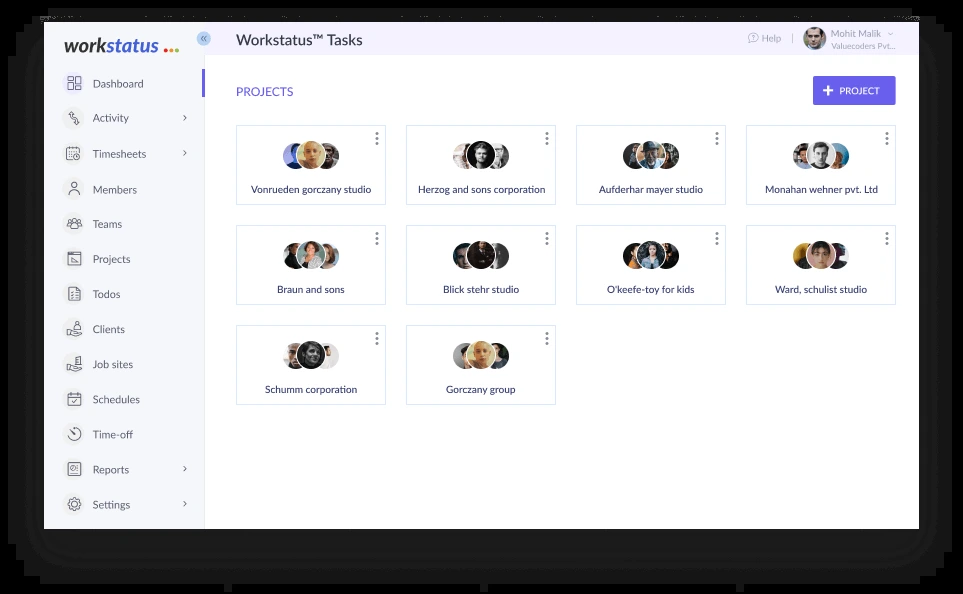 workstatus
Workstatus™ Tasks
Help
Mohit Malik
Valuecoders Pvt...
Dashboard
Activity
Timesheets
Members
Teams
Projects
Todos
Clients
Job sites
Schedules
Time-off
Reports
Settings
PROJECTS
+ PROJECT
Vonrueden gorczany studio
Herzog and sons corporation
Aufderhar mayer studio
Monahan wehner pvt. Ltd
Braun and sons
Blick stehr studio
O'keefe-toy for kids
Ward, schulist studio
Schumm corporation
Gorczany group